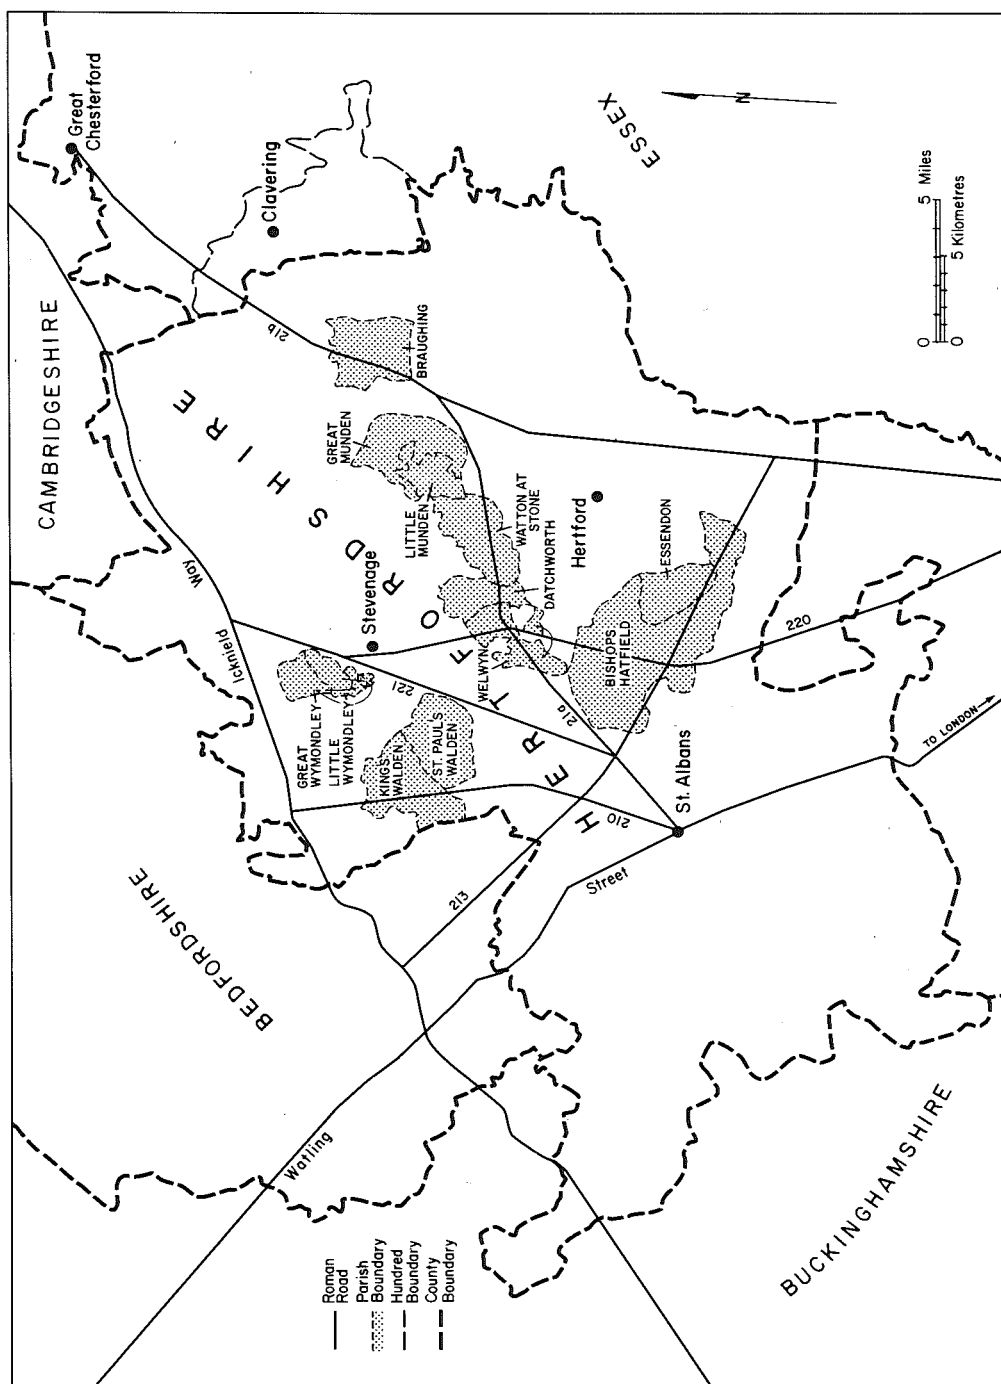 CAMBRIDGESHIRE
Great
Chesterford
Clavering
ESSEX
N
BEDFORDSHIRE
BUCKINGHAMSHIRE
HERTFORDSHIRE
Icknield
Way
Watling
Street
21b
BRAUGHING
GREAT
MUNDEN
LITTLE
MUNDEN
WATTON AT
STONE
DATCHWORTH
Hertford
ESSENDON
BISHOPS
HATFIELD
WELWYN
Stevenage
GREAT
WYMONDLEY
LITTLE
WYMONDLEY
KINGS
WALDEN
ST. PAULS
WALDEN
221
21a
210
213
220
St. Albans
TO LONDON
0 5 Miles
0 5 Kilometres
Roman
Road
Parish
Boundary
Hundred
Boundary
County
Boundary